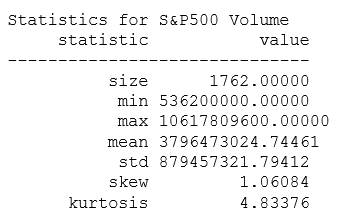 Statistics for S&P500 Volume
statistic value
------------------------------
size 1762.00000
min 536200000.00000
max 10617809600.00000
mean 3796473024.74461
std 879457321.79412
skew 1.06084
kurtosis 4.83376